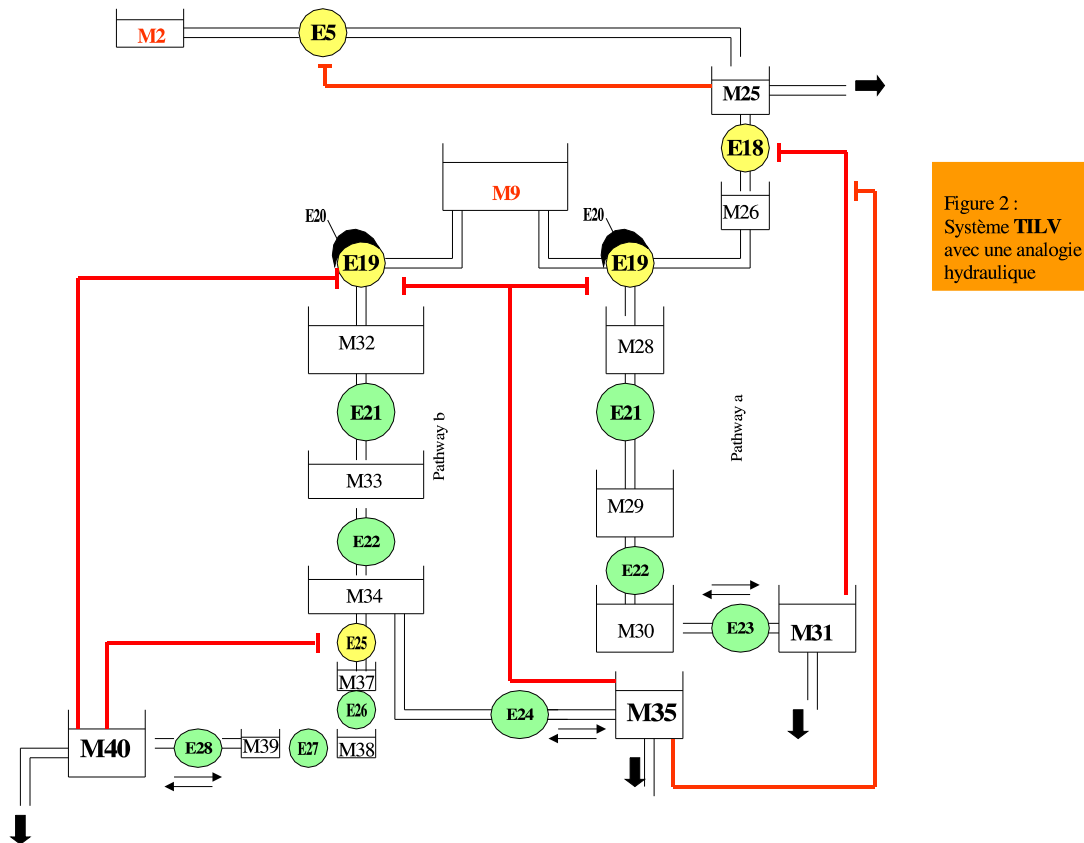 M2
E5
M25
E18
M26
M9
E20
E19
E20
E19
Figure 2 :
Système TILV
avec une analogie
hydraulique
M32
M28
E21
Pathway b
E21
Pathway a
M33
M29
E22
E22
M34
M30
E23
M31
E25
M37
E26
E24
M35
M40
E28
M39
E27
M38